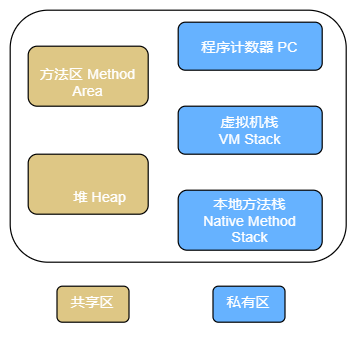 方法区 Method
Area
堆 Heap
程序计数器 PC
虚拟机栈
VM Stack
本地方法栈
Native Method
Stack
共享区
私有区